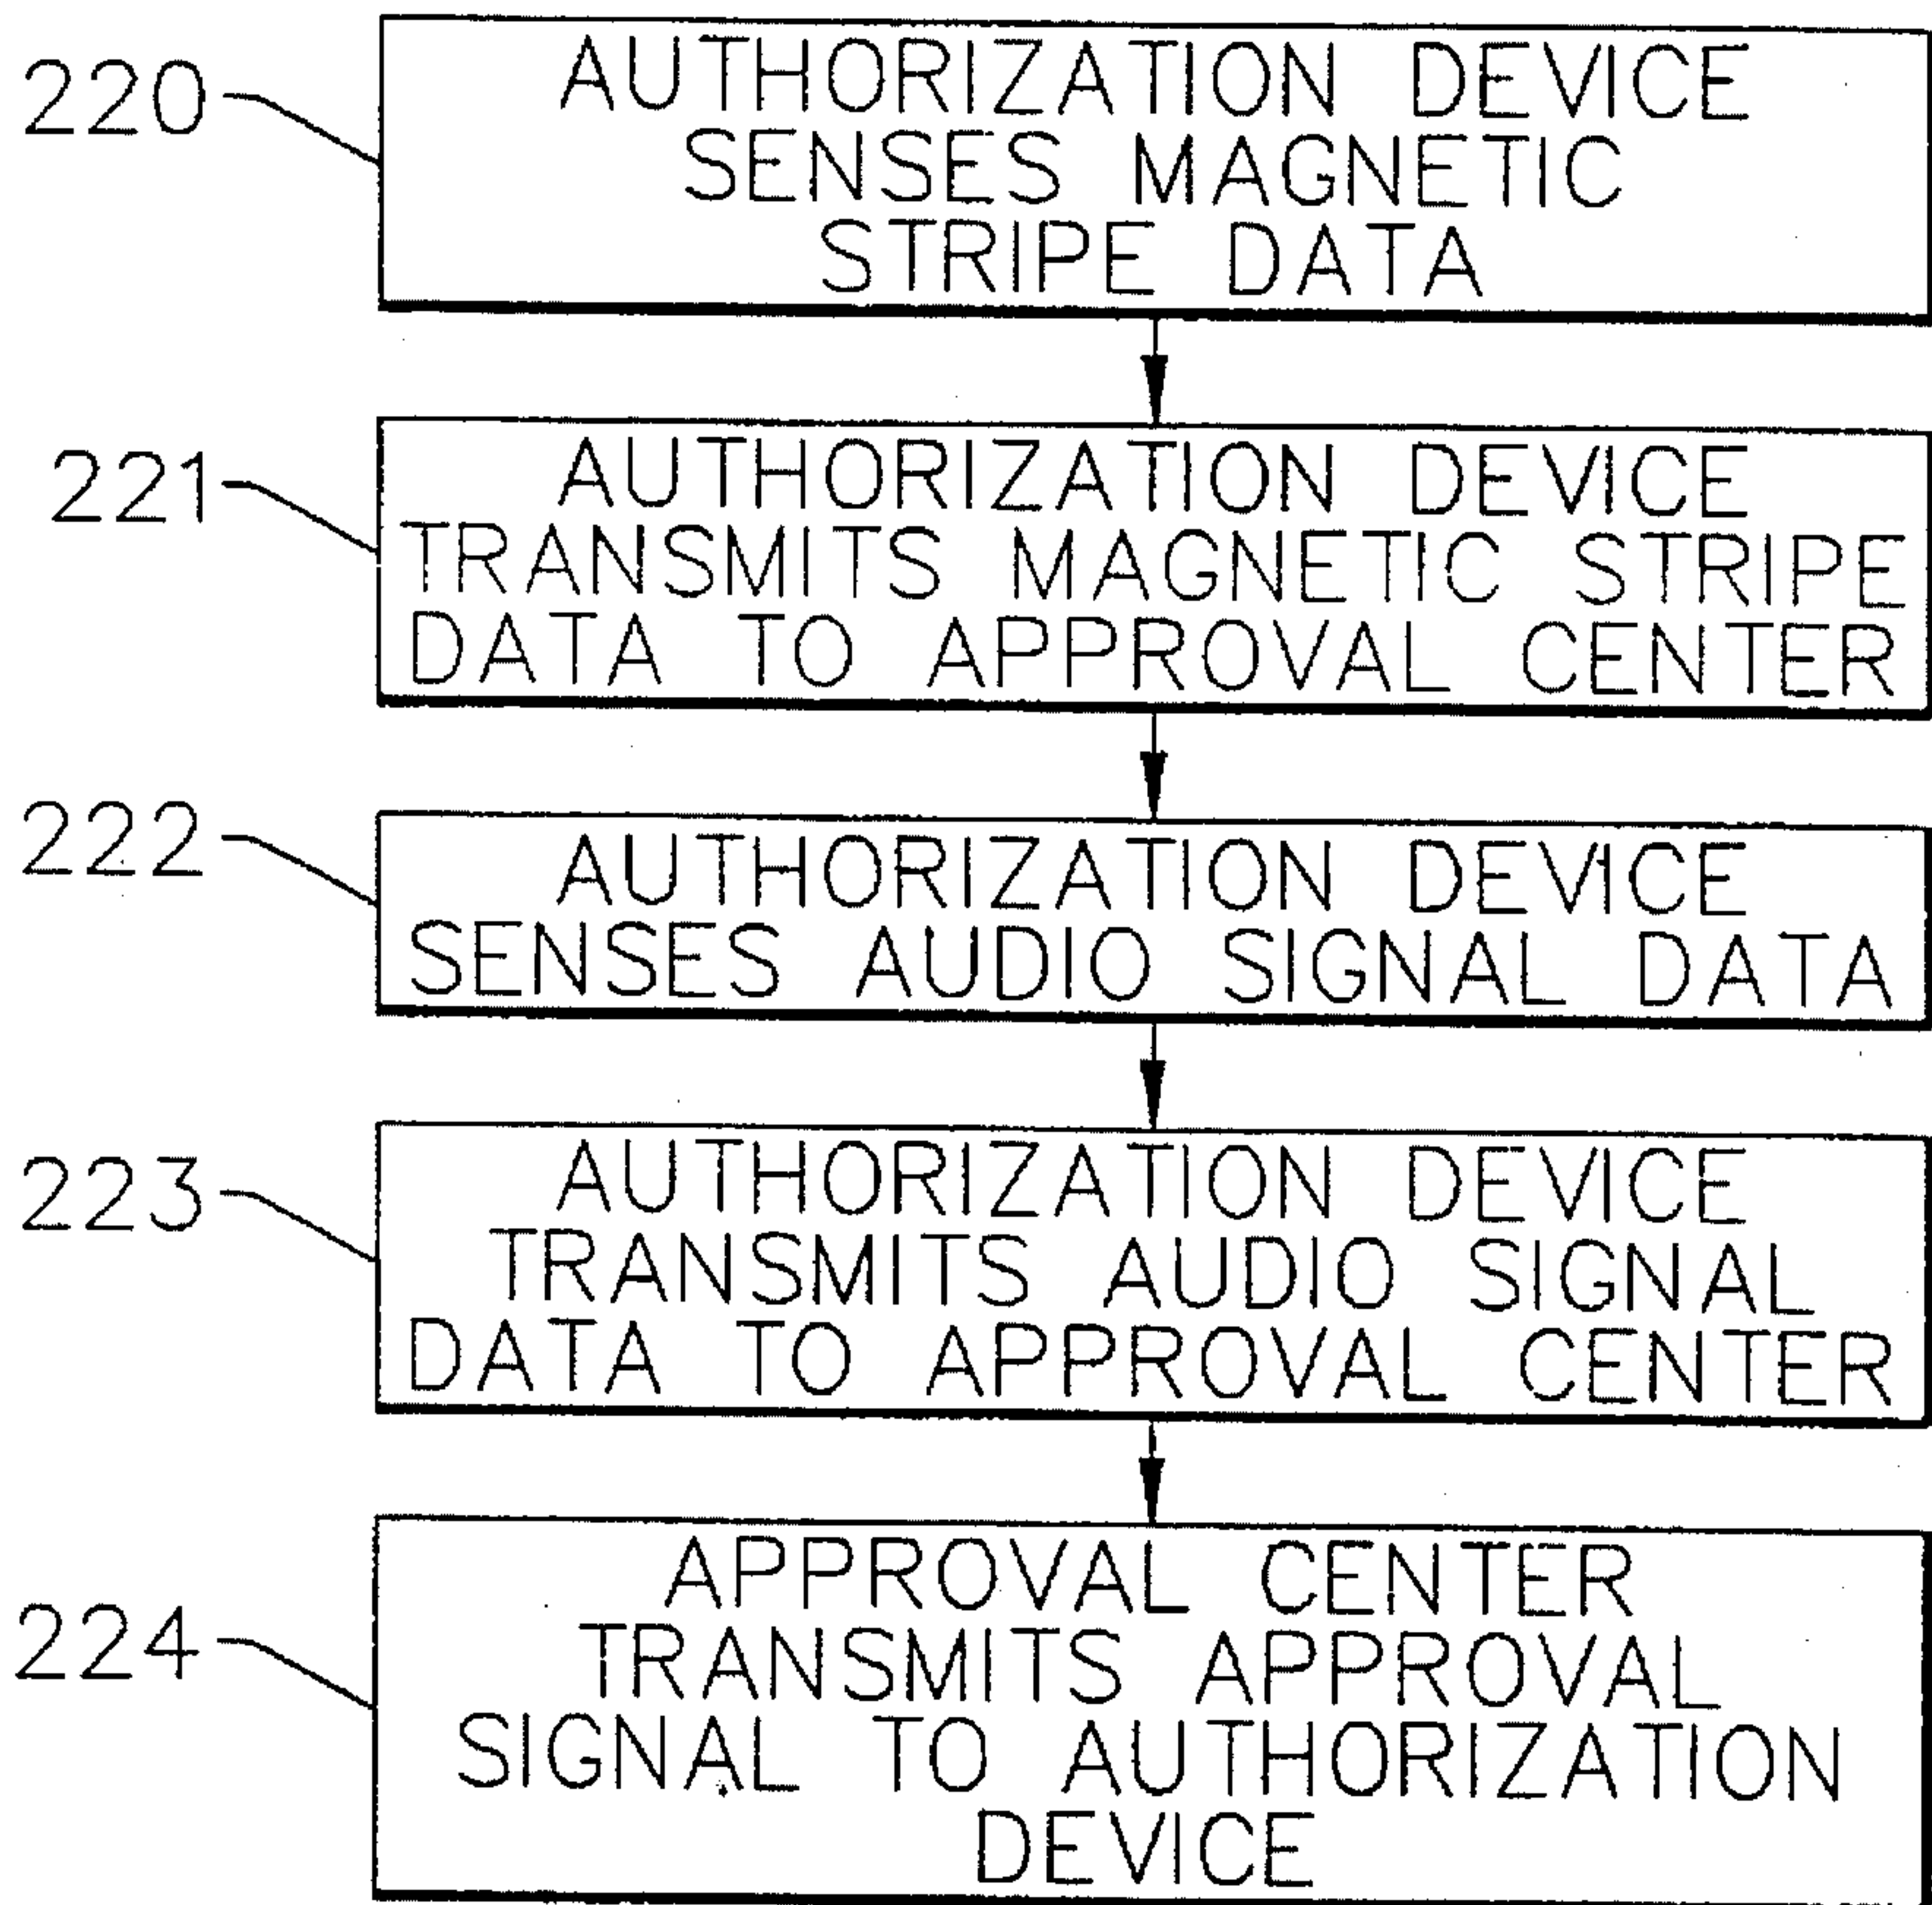 220
AUTHORIZATION DEVICE
SENSES MAGNETIC
STRIPE DATA
221
AUTHORIZATION DEVICE
TRANSMITS MAGNETIC STRIPE
DATA TO APPROVAL CENTER
222
AUTHORIZATION DEVICE
SENSES AUDIO SIGNAL DATA
223
AUTHORIZATION DEVICE
TRANSMITS AUDIO SIGNAL
DATA TO APPROVAL CENTER
224
APPROVAL CENTER
TRANSMITS APPROVAL
SIGNAL TO AUTHORIZATION
DEVICE